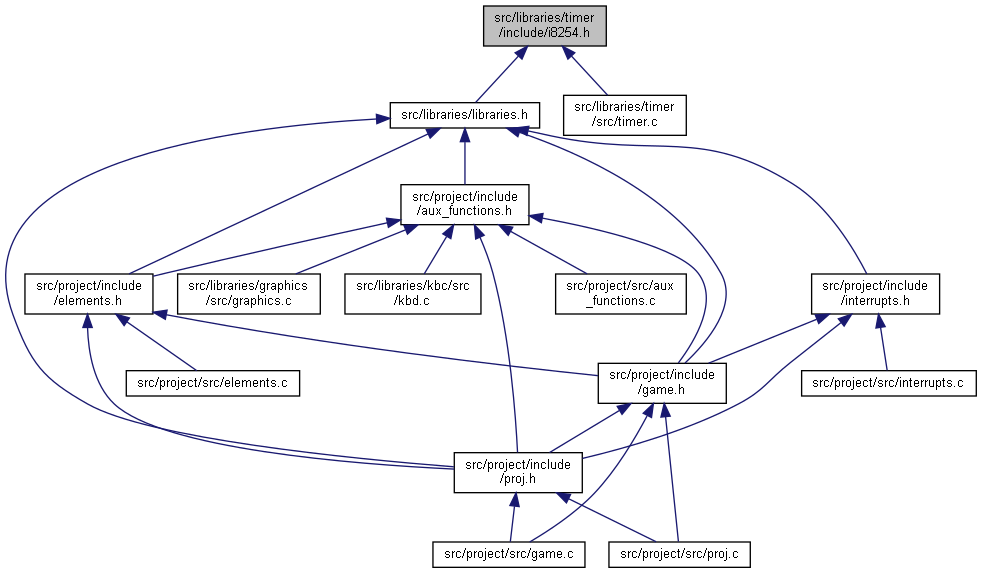 src/libraries/timer
/include/i8254.h
src/libraries/libraries.h
src/libraries/timer
/src/timer.c
src/project/include
/aux_functions.h
src/project/include
/elements.h
src/libraries/graphics
/src/graphics.c
src/libraries/kbc/src
/kbd.c
src/project/src/aux
_functions.c
src/project/include
/interrupts.h
src/project/src/elements.c
src/project/include
/game.h
src/project/src/interrupts.c
src/project/include
/proj.h
src/project/src/game.c
src/project/src/proj.c